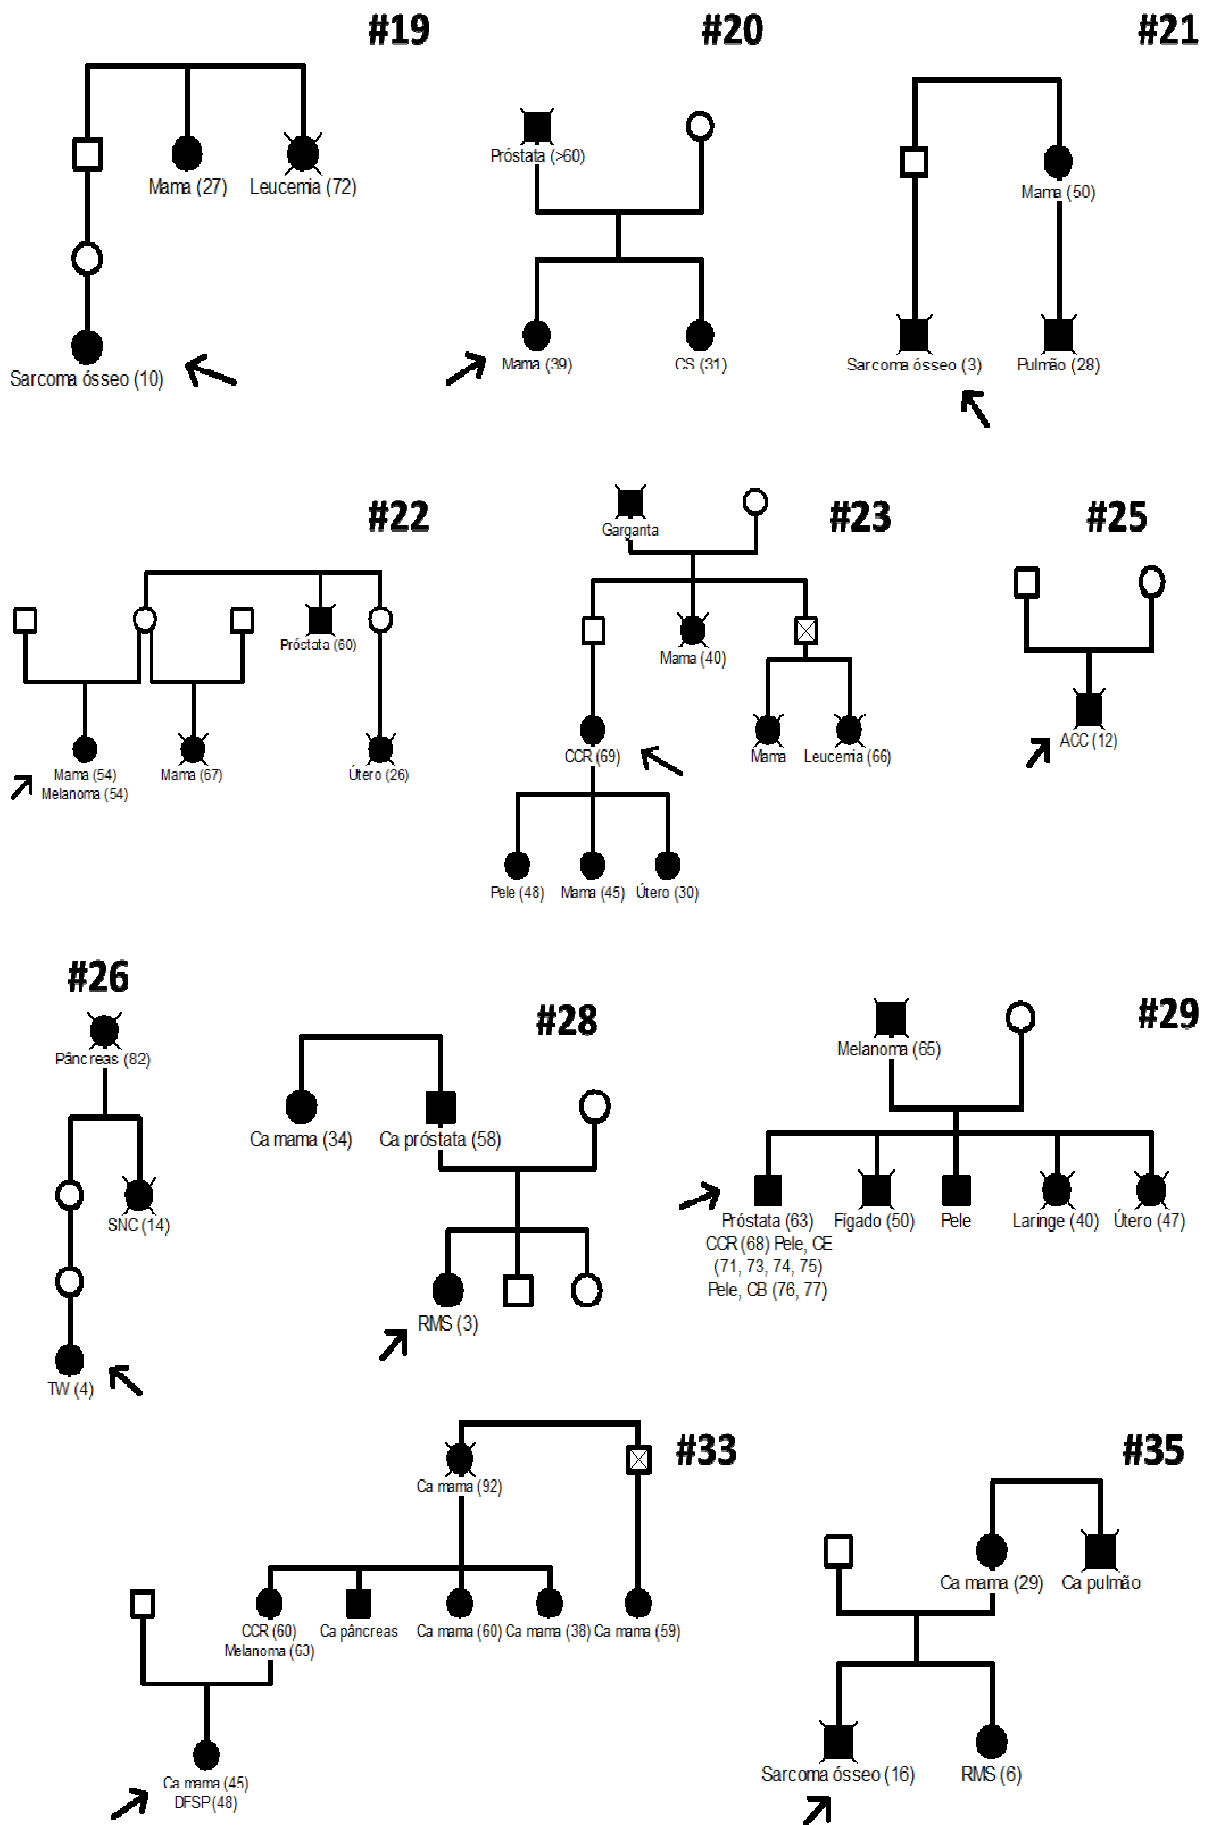 #19
#20
#21
Mama (27)
Leucemia (72)
Sarcoma ósseo (10)
Próstata (>60)
Mama (39)
CS (31)
Mama (50)
Sarcoma ósseo (3)
Pulmão (28)
#22
#23
#25
Próstata (60)
Mama (54)
Melanoma (54)
Mama (67)
Útero (26)
Garganta
Mama (40)
CCR (69)
Mama
Leucemia (66)
Pele (48)
Mama (45)
Útero (30)
ACC (12)
#26
#28
#29
Pâncreas (82)
SNC (14)
TW (4)
Ca mama (34)
Ca próstata (58)
RMS (3)
Melanoma (65)
Próstata (63)
CCR (68) Pele, CE
(71, 73, 74, 75)
Pele, CB (76, 77)
Fígado (50)
Pele
Laringe (40)
Útero (47)
#33
#35
Ca mama (92)
CCR (60)
Melanoma (63)
Ca pâncreas
Ca mama (60)
Ca mama (38)
Ca mama (59)
Ca mama (45)
DFSP (48)
Ca mama (29)
Ca pulmão
Sarcoma ósseo (16)
RMS (6)